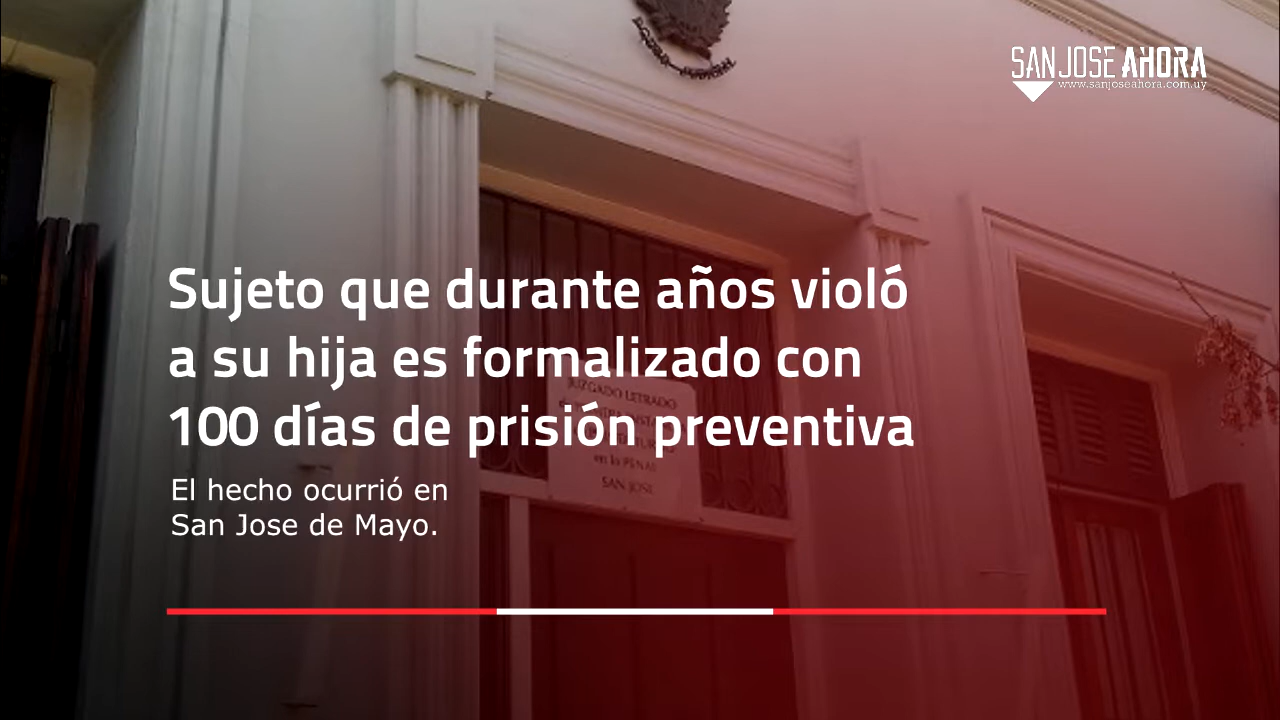 SAN JOSE AHORA
www.sanjoseahora.com.uy
Sujeto que durante años violó
a su hija es formalizado con
100 días de prisión preventiva
JUZGADO LETRADO
en lo PENAL
SAN JOSE
El hecho ocurrió en
San Jose de Mayo.